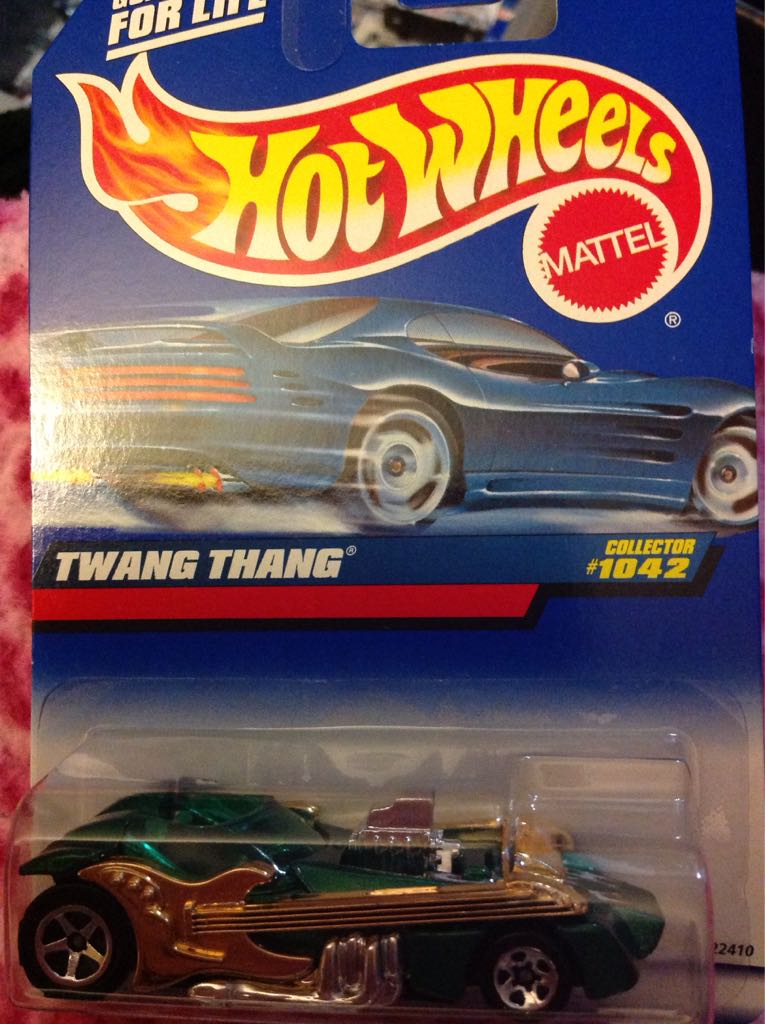 FOR LIFE
HOT WHEELS
MATTEL
®
TWANG THANG®
COLLECTOR
#1042
22410